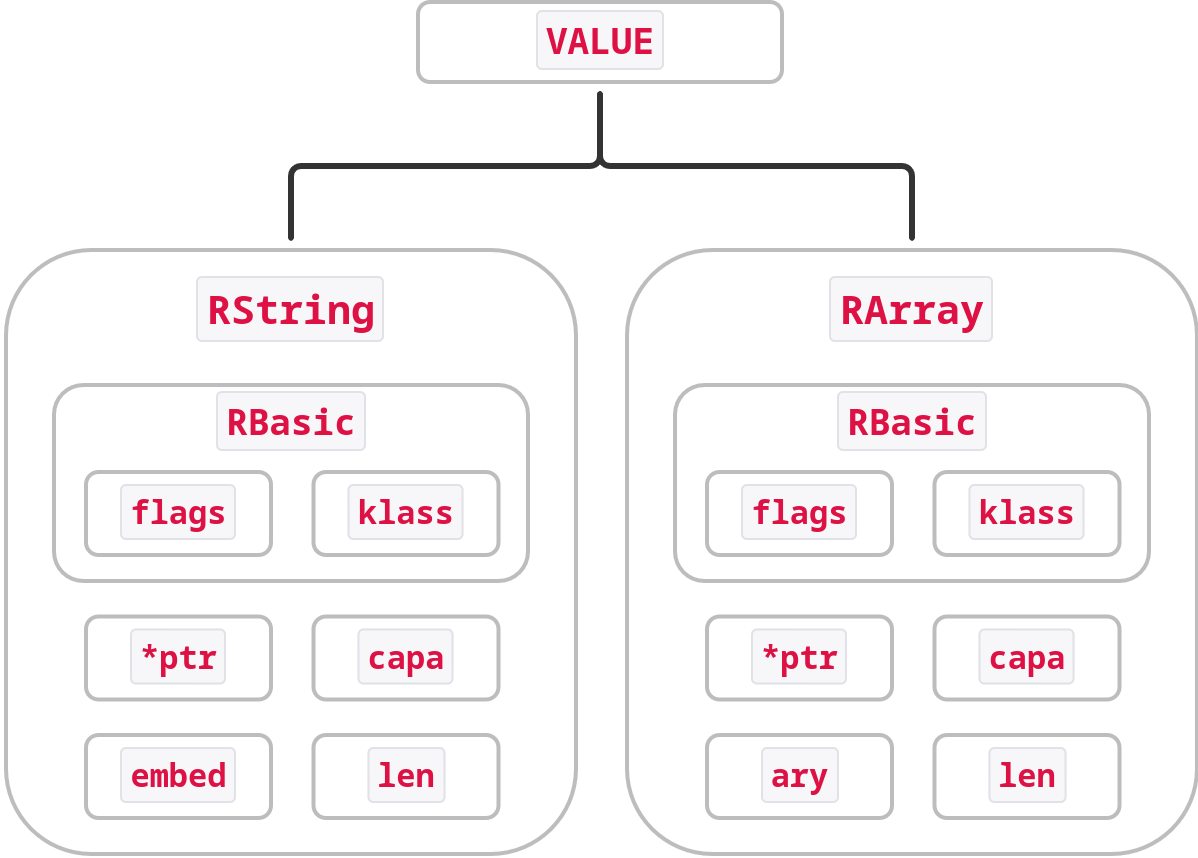 VALUE
RString
RBasic
flags klass
*ptr capa
embed len
RArray
RBasic
flags klass
*ptr capa
ary len